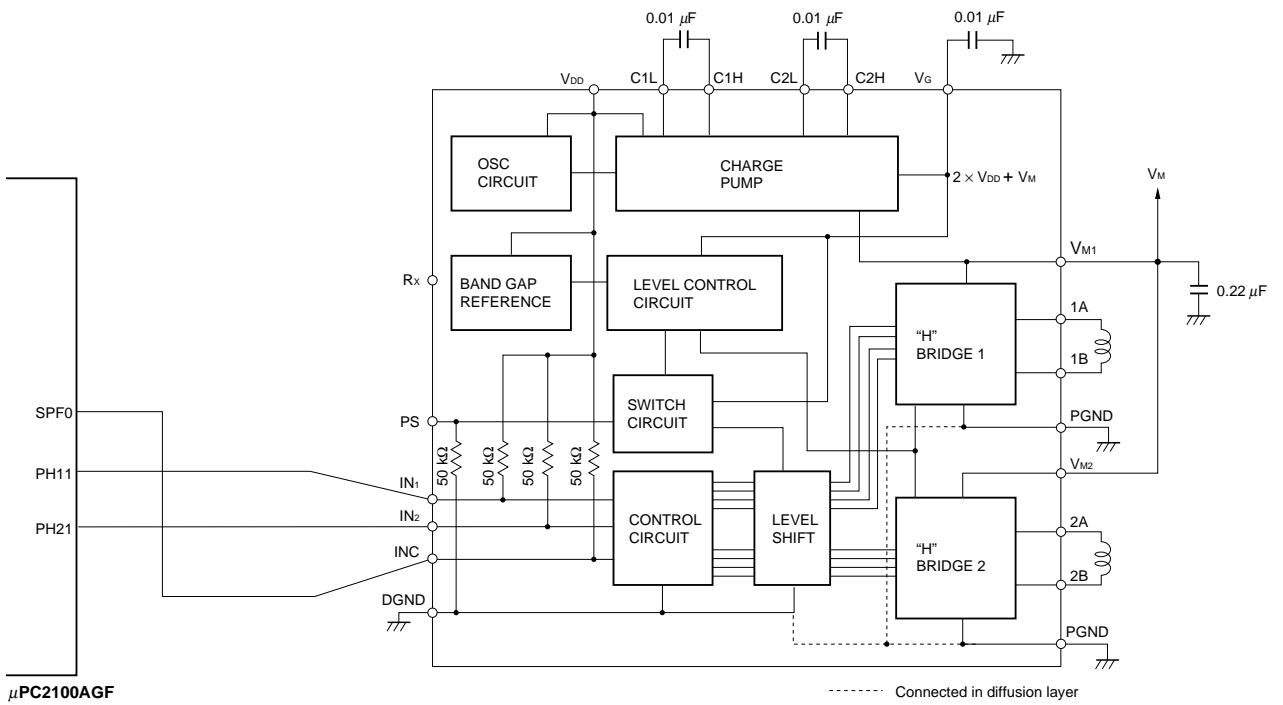 0.01 μF
0.01 μF
0.01 μF
VDD
C1L
C1H
C2L
C2H
VG
OSC
CIRCUIT
CHARGE
PUMP
2 × VDD + VM
VM
VM1
RX
BAND GAP
REFERENCE
LEVEL CONTROL
CIRCUIT
0.22 μF
1A
"H"
BRIDGE 1
1B
SPF0
PS
SWITCH
CIRCUIT
PGND
50 kΩ
50 kΩ
50 kΩ
50 kΩ
PH11
VM2
IN1
PH21
IN2
CONTROL
CIRCUIT
LEVEL
SHIFT
2A
"H"
BRIDGE 2
INC
2B
DGND
PGND
μPC2100AGF
Connected in diffusion layer